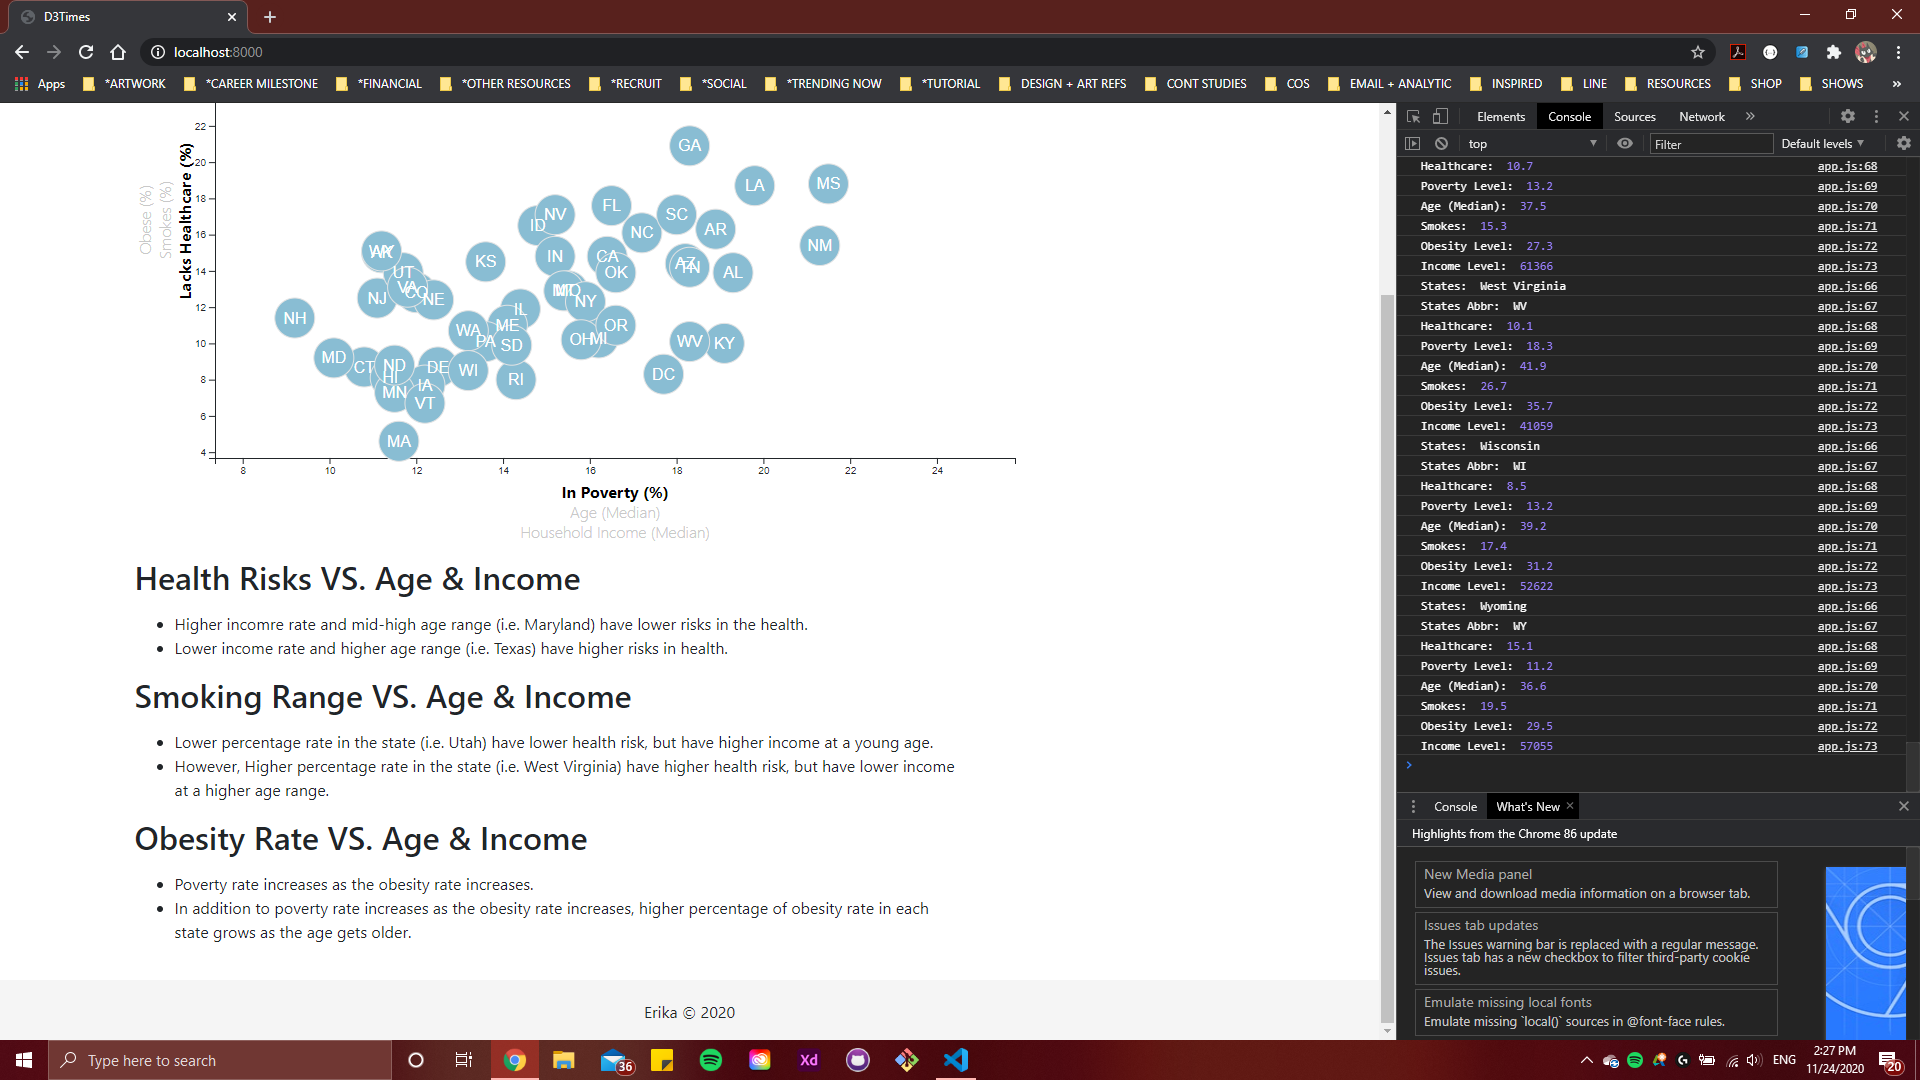 D3Times
localhost:8000
Apps *ARTWORK *CAREER MILESTONE *FINANCIAL *OTHER RESOURCES *RECRUIT *SOCIAL *TRENDING NOW *TUTORIAL DESIGN + ART REFS CONT STUDIES COS EMAIL + ANALYTIC INSPIRED LINE RESOURCES SHOP SHOWS »
Obese (%)
Smokes (%)
Lacks Healthcare (%)
22
20
18
16
14
12
10
8
6
4
GA
LA
MS
FL
NV
ID
SC
NC
AR
NM
WY
KS
IN
CA
OK
AZ
TN
AL
UT
VA
CO
NE
NJ
MO
NY
NH
IL
ME
WA
PA
SD
OR
OH
MI
WV
KY
MD
CT
ND
HI
DE
WI
RI
DC
MN
IA
VT
MA
8 10 12 14 16 18 20 22 24
In Poverty (%)
Age (Median)
Household Income (Median)
Health Risks VS. Age & Income
Higher incomre rate and mid-high age range (i.e. Maryland) have lower risks in the health.
Lower income rate and higher age range (i.e. Texas) have higher risks in health.
Smoking Range VS. Age & Income
Lower percentage rate in the state (i.e. Utah) have lower health risk, but have higher income at a young age.
However, Higher percentage rate in the state (i.e. West Virginia) have higher health risk, but have lower income
at a higher age range.
Obesity Rate VS. Age & Income
Poverty rate increases as the obesity rate increases.
In addition to poverty rate increases as the obesity rate increases, higher percentage of obesity rate in each
state grows as the age gets older.
Erika © 2020
Elements Console Sources Network »
top Filter Default levels
Healthcare: 10.7 app.js:68
Poverty Level: 13.2 app.js:69
Age (Median): 37.5 app.js:70
Smokes: 15.3 app.js:71
Obesity Level: 27.3 app.js:72
Income Level: 61366 app.js:73
States: West Virginia app.js:66
States Abbr: WV app.js:67
Healthcare: 10.1 app.js:68
Poverty Level: 18.3 app.js:69
Age (Median): 41.9 app.js:70
Smokes: 26.7 app.js:71
Obesity Level: 35.7 app.js:72
Income Level: 41059 app.js:73
States: Wisconsin app.js:66
States Abbr: WI app.js:67
Healthcare: 8.5 app.js:68
Poverty Level: 13.2 app.js:69
Age (Median): 39.2 app.js:70
Smokes: 17.4 app.js:71
Obesity Level: 31.2 app.js:72
Income Level: 52622 app.js:73
States: Wyoming app.js:66
States Abbr: WY app.js:67
Healthcare: 15.1 app.js:68
Poverty Level: 11.2 app.js:69
Age (Median): 36.6 app.js:70
Smokes: 19.5 app.js:71
Obesity Level: 29.5 app.js:72
Income Level: 57055 app.js:73
Console What's New
Highlights from the Chrome 86 update
New Media panel
View and download media information on a browser tab.
Issues tab updates
The Issues warning bar is replaced with a regular message.
Issues tab has a new checkbox to filter third-party cookie
issues.
Emulate missing local fonts
Emulate missing `local()` sources in @font-face rules.
Type here to search
36
Xd
ENG
2:27 PM
11/24/2020
20